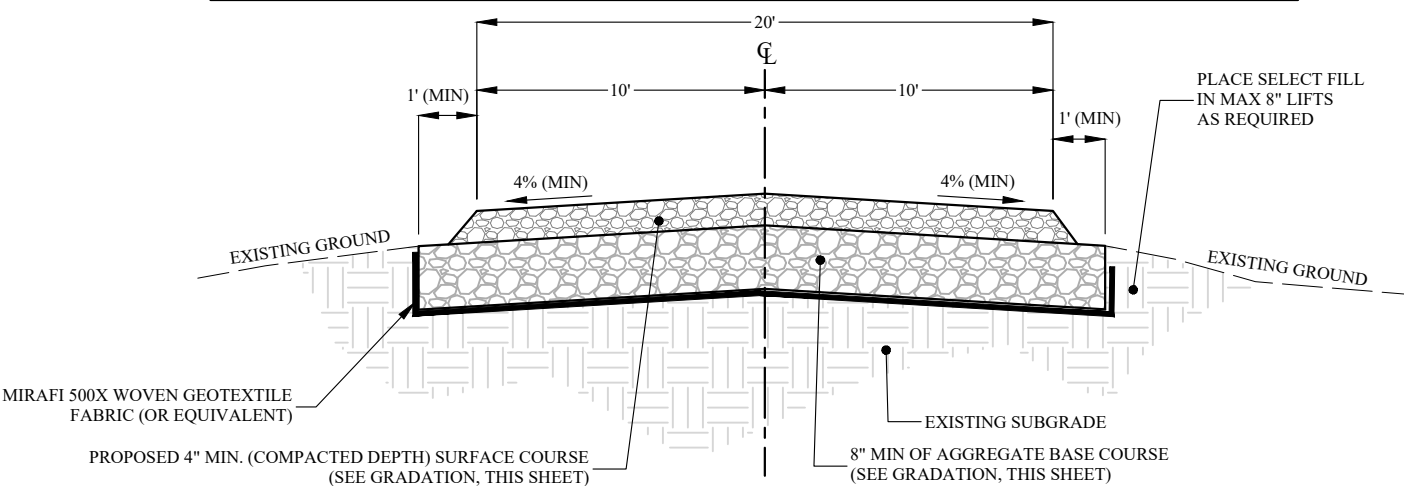 20'
℄
10'
10'
1' (MIN)
1' (MIN)
PLACE SELECT FILL
IN MAX 8" LIFTS
AS REQUIRED
4% (MIN)
4% (MIN)
EXISTING GROUND
EXISTING GROUND
MIRAFI 500X WOVEN GEOTEXTILE
FABRIC (OR EQUIVALENT)
EXISTING SUBGRADE
PROPOSED 4" MIN. (COMPACTED DEPTH) SURFACE COURSE
(SEE GRADATION, THIS SHEET)
8" MIN OF AGGREGATE BASE COURSE
(SEE GRADATION, THIS SHEET)